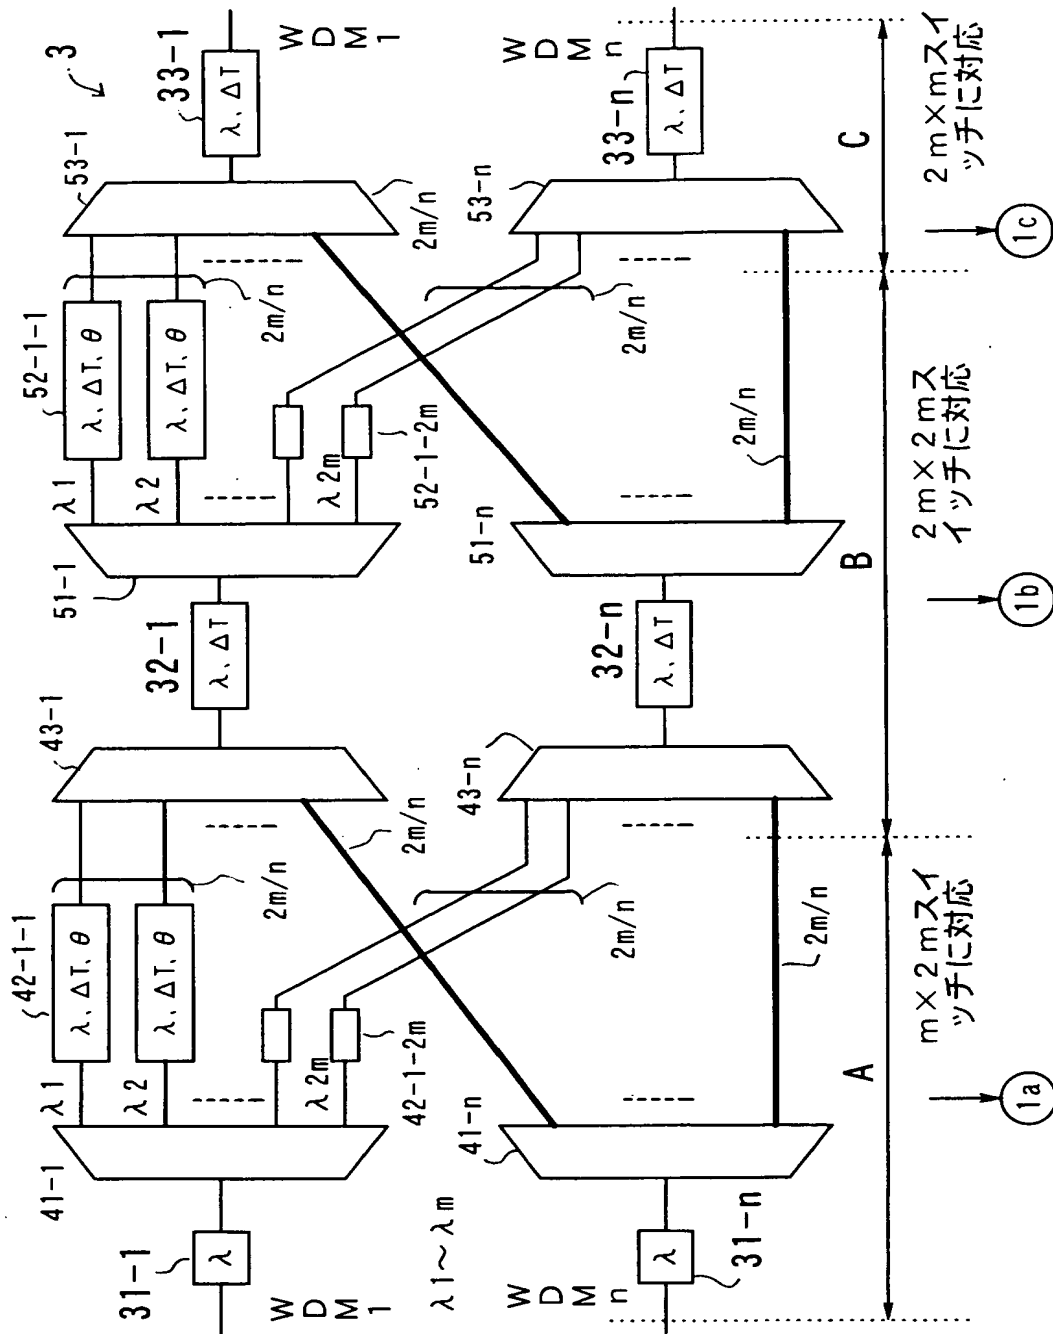 3
WDM1
31-1
λ
41-1
λ1
42-1-1
λ、ΔT、θ
λ2
λ、ΔT、θ
2m/n
λ2m
42-1-2m
43-1
2m/n
2m/n
32-1
λ、ΔT
51-1
λ1
52-1-1
λ、ΔT、θ
λ2
λ、ΔT、θ
2m/n
λ2m
52-1-2m
53-1
2m/n
2m/n
33-1
λ、ΔT
WDM1
λ1~λm
WDMn
31-n
λ
41-n
2m/n
43-n
32-n
λ、ΔT
51-n
2m/n
53-n
33-n
λ、ΔT
WDMn
A
B
C
m×2mスイ
ッチに対応
2m×2mス
イッチに対応
2m×mスイ
ッチに対応
1a
1b
1c